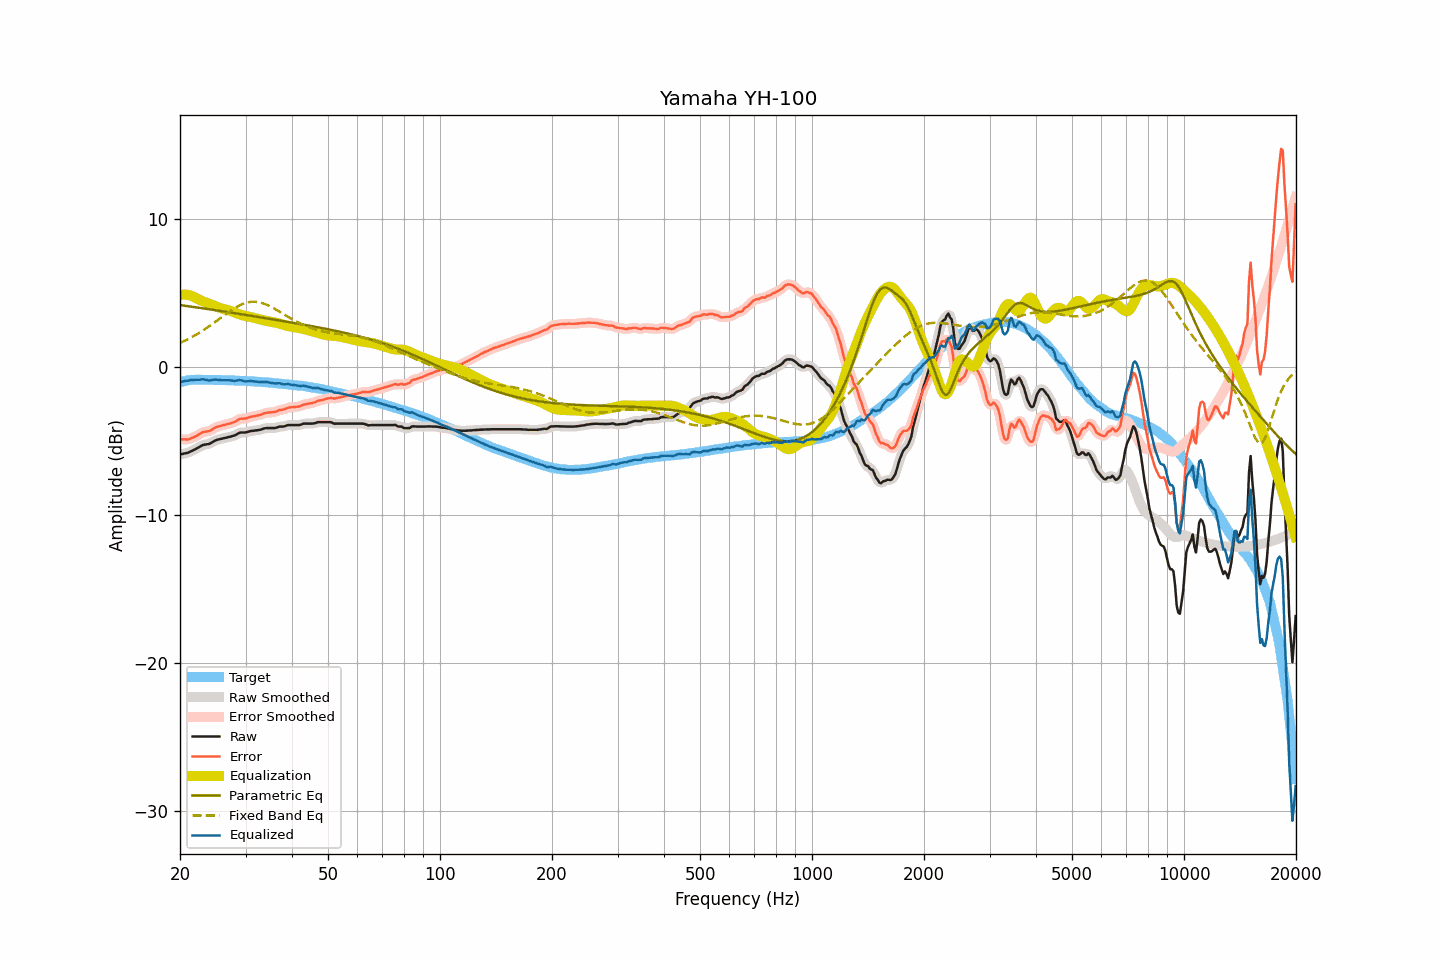 Yamaha YH-100
Amplitude (dBr)
10
0
−10
−20
−30
Target
Raw Smoothed
Error Smoothed
Raw
Error
Equalization
Parametric Eq
Fixed Band Eq
Equalized
20 50 100 200 500 1000 2000 5000 10000 20000
Frequency (Hz)